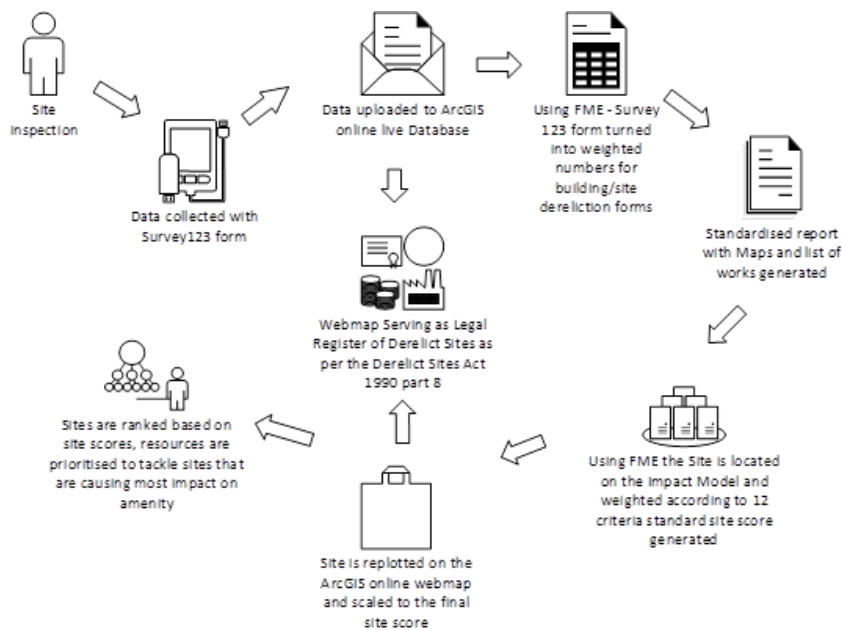 Site
Inspection
Data collected with
Survey123 form
Data uploaded to ArcGIS
online live Database
Using FME - Survey
123 form turned
into weighted
numbers for
building/site
dereliction forms
Standardised report
with Maps and list of
works generated
Using FME the Site is located
on the Impact Model and
weighted according to 12
criteria standard site score
generated
Site is replotted on the
ArcGIS online webmap
and scaled to the final
site score
Webmap Serving as Legal
Register of Derelict Sites as
per the Derelict Sites Act
1990 part 8
Sites are ranked based on
site scores, resources are
prioritised to tackle sites that
are causing most impact on
amenity